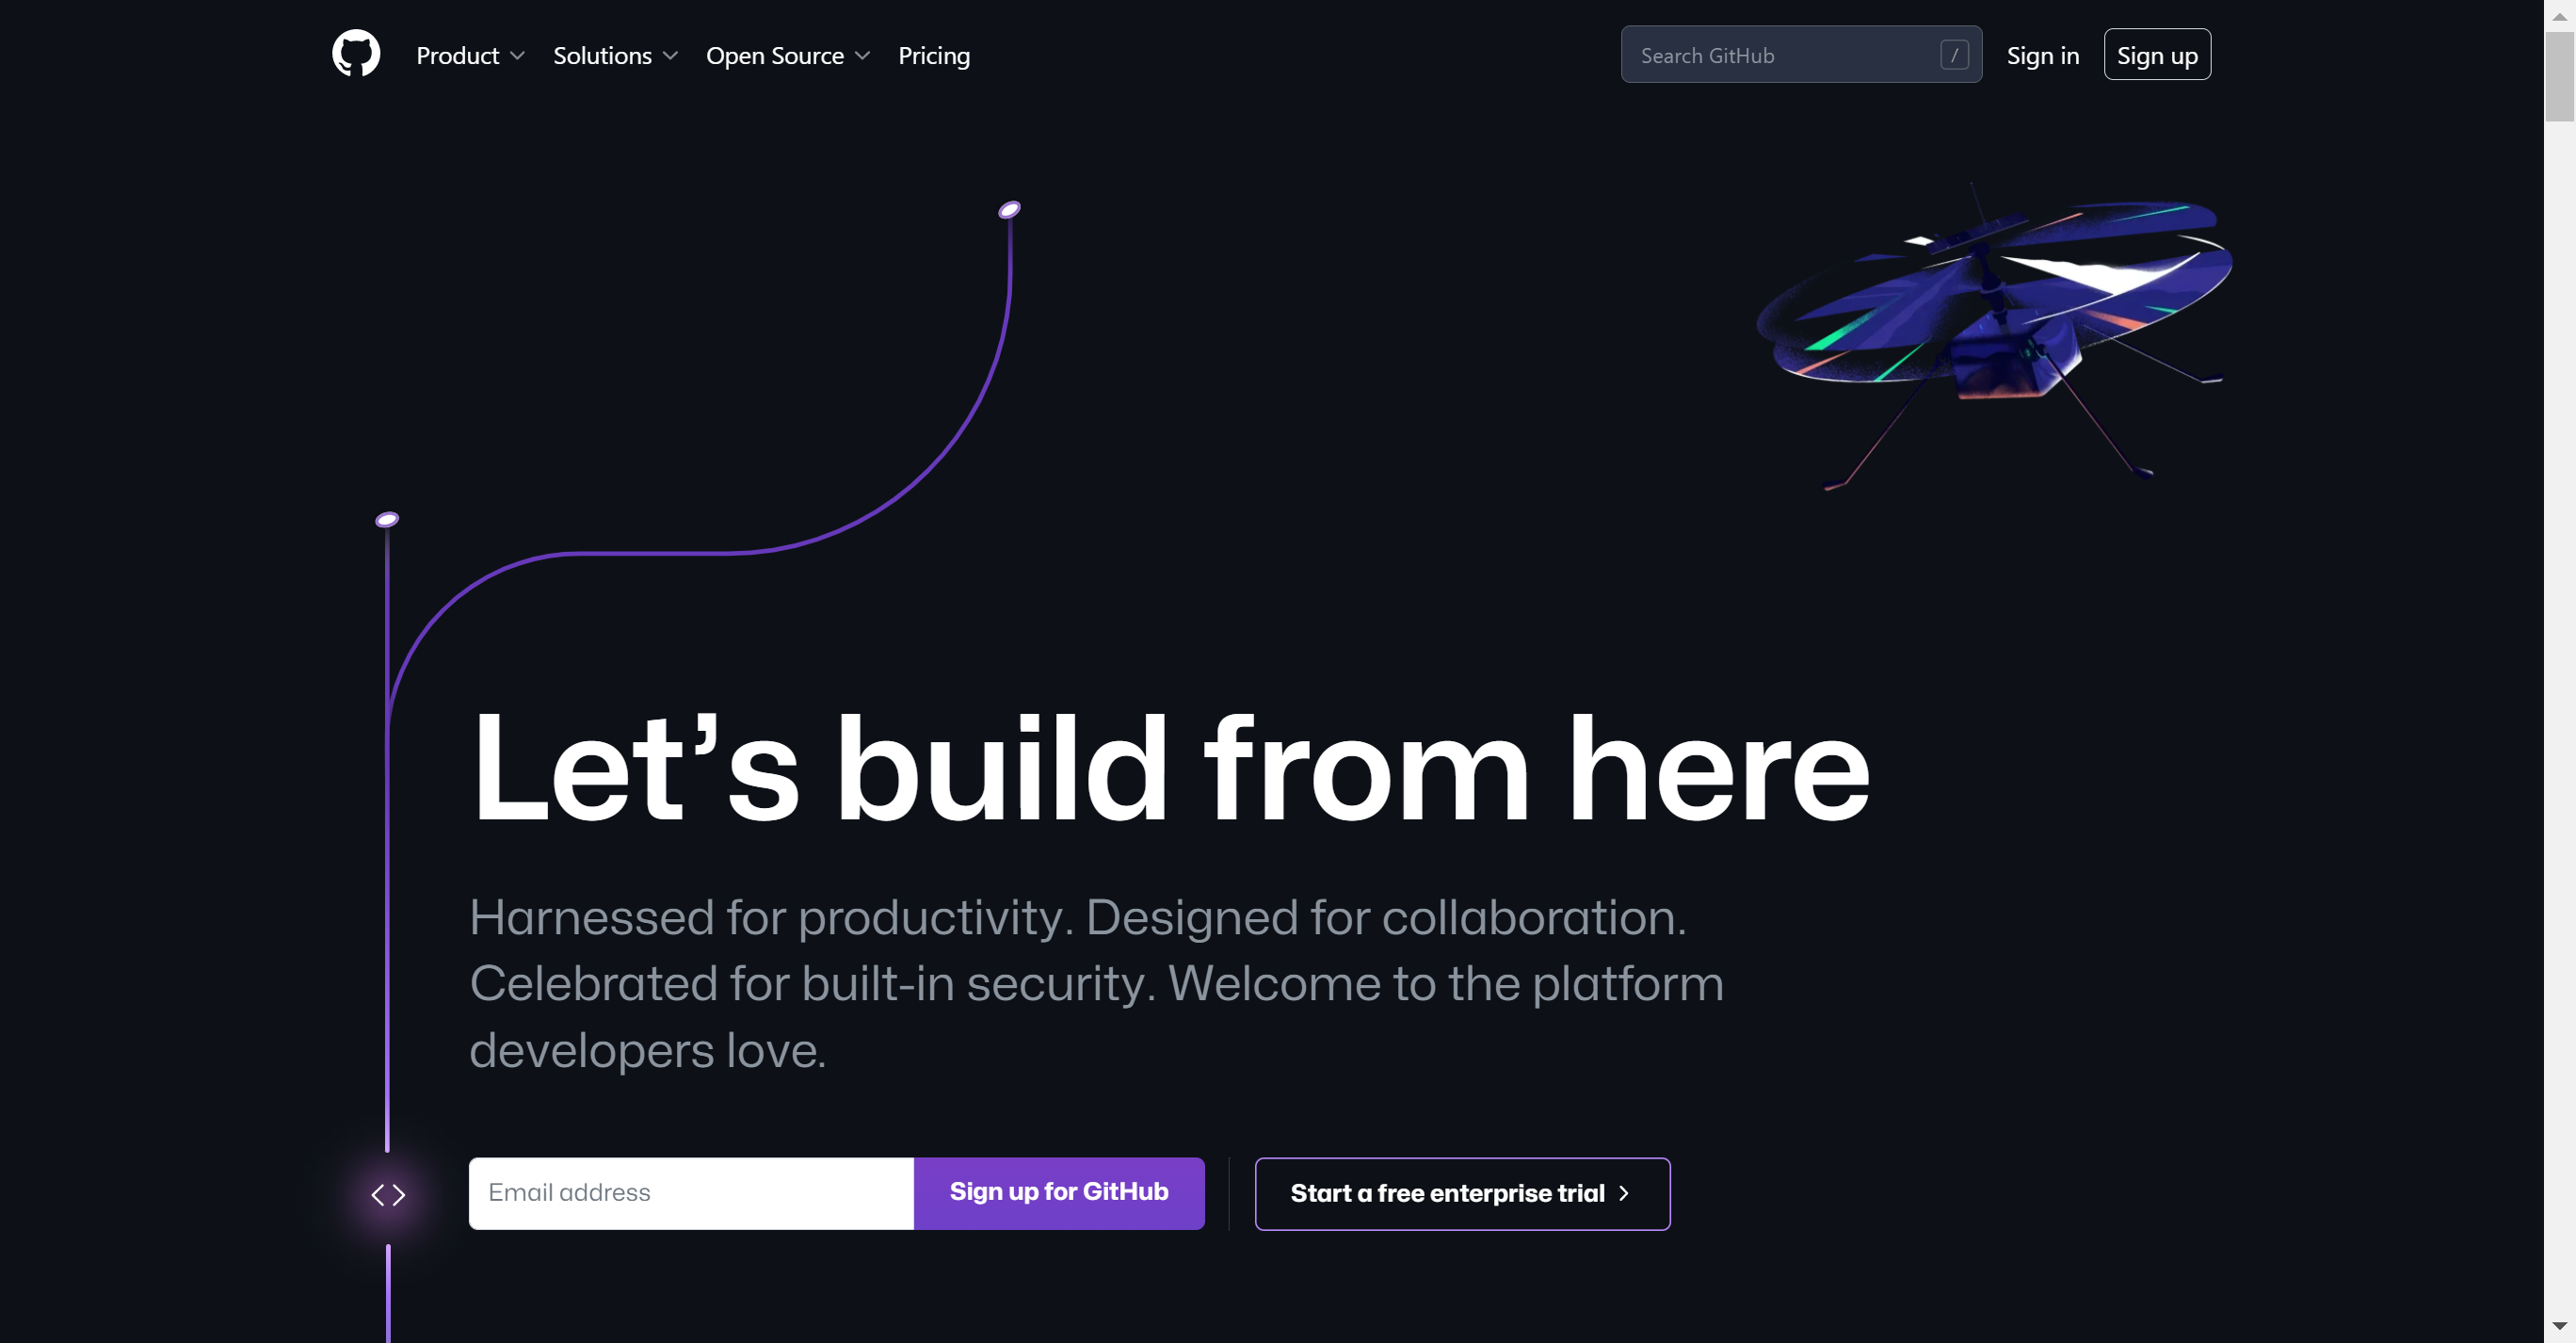 Product Solutions Open Source Pricing Search GitHub / Sign in Sign up
Let’s build from here
Harnessed for productivity. Designed for collaboration.
Celebrated for built-in security. Welcome to the platform
developers love.
Email address Sign up for GitHub Start a free enterprise trial